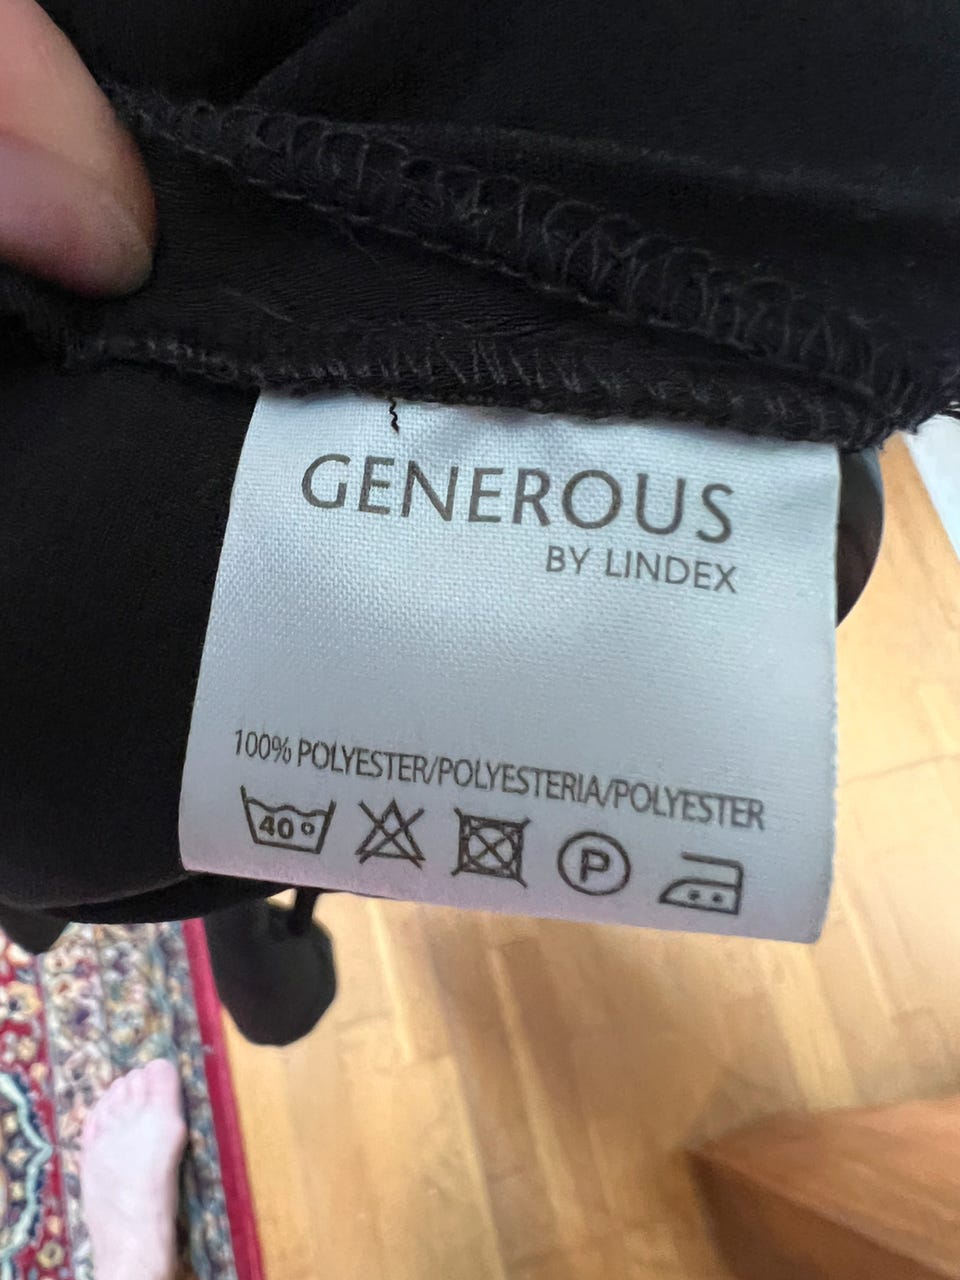 GENEROUS
BY LINDEX
100% POLYESTER/POLYESTERIA/POLYESTER
40°
P